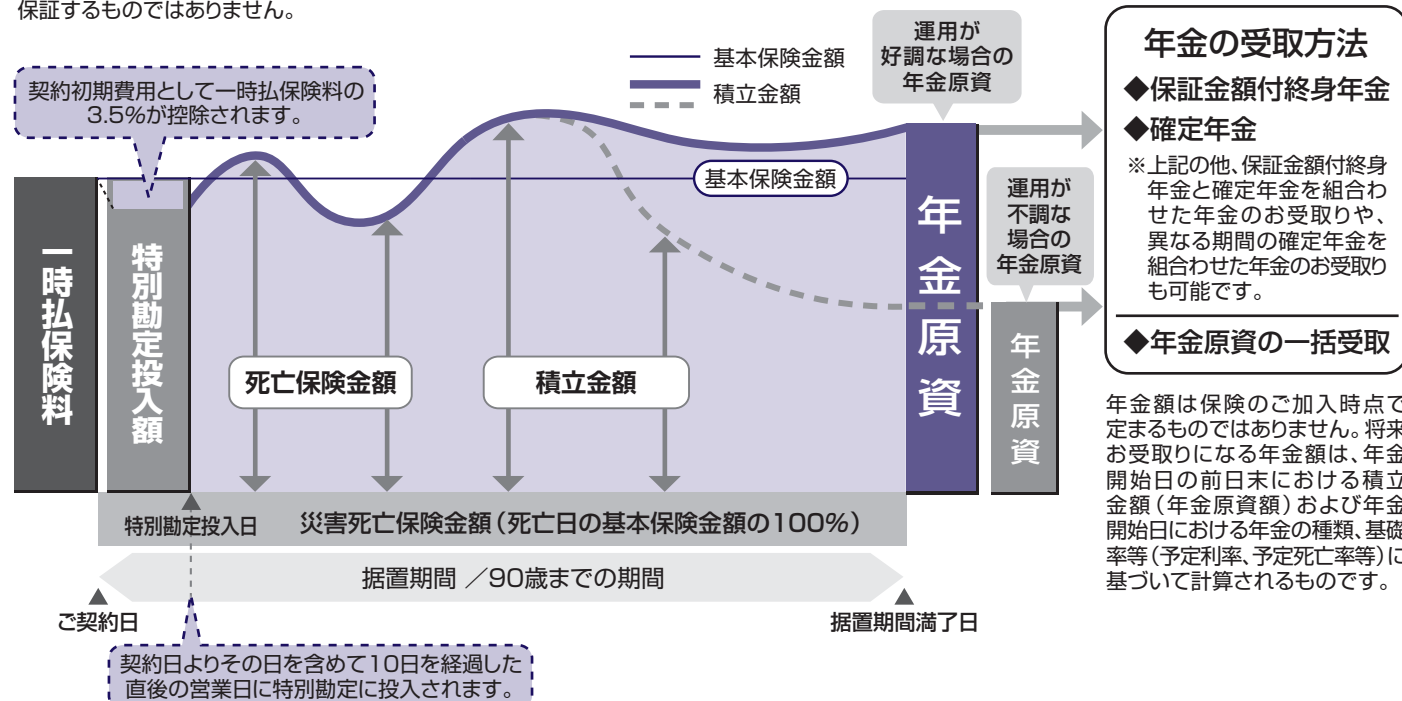 保証するものではありません。
基本保険金額
積立金額
運用が
好調な場合の
年金原資
契約初期費用として一時払保険料の
3.5%が控除されます。
基本保険金額
一時払保険料
特別勘定投入額
死亡保険金額
積立金額
年金原資
運用が
不調な
場合の
年金原資
年金原資
特別勘定投入日
災害死亡保険金額(死亡日の基本保険金額の100%)
据置期間 /90歳までの期間
ご契約日
据置期間満了日
契約日よりその日を含めて10日を経過した
直後の営業日に特別勘定に投入されます。
年金の受取方法
◆保証金額付終身年金
◆確定年金
※上記の他、保証金額付終身
年金と確定年金を組合わ
せた年金のお受取りや、
異なる期間の確定年金を
組合わせた年金のお受取り
も可能です。
◆年金原資の一括受取
年金額は保険のご加入時点で
定まるものではありません。将来
お受取りになる年金額は、年金
開始日の前日末における積立
金額(年金原資額)および年金
開始日における年金の種類、基礎
率等(予定利率、予定死亡率等)に
基づいて計算されるものです。